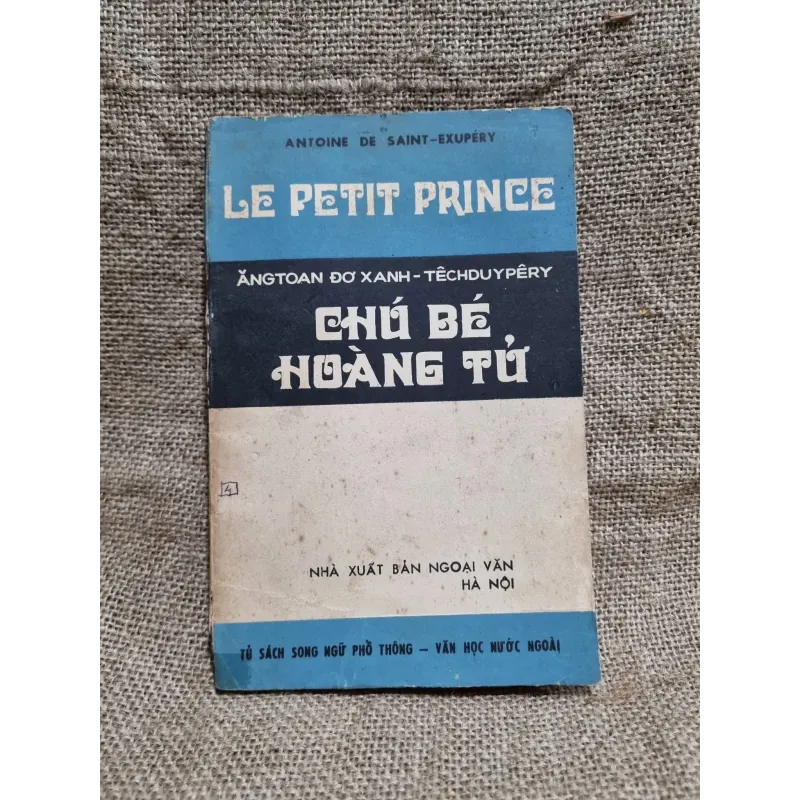 ANTOINE DE SAINT-EXUPÉRY
LE PETIT PRINCE
ĂNGTOAN ĐƠ XANH - TÊCHDUYPÊRY
CHÚ BÉ
HOÀNG TỬ
4
NHÀ XUẤT BẢN NGOẠI VĂN
HÀ NỘI
TỦ SÁCH SONG NGỮ PHỔ THÔNG – VĂN HỌC NƯỚC NGOÀI